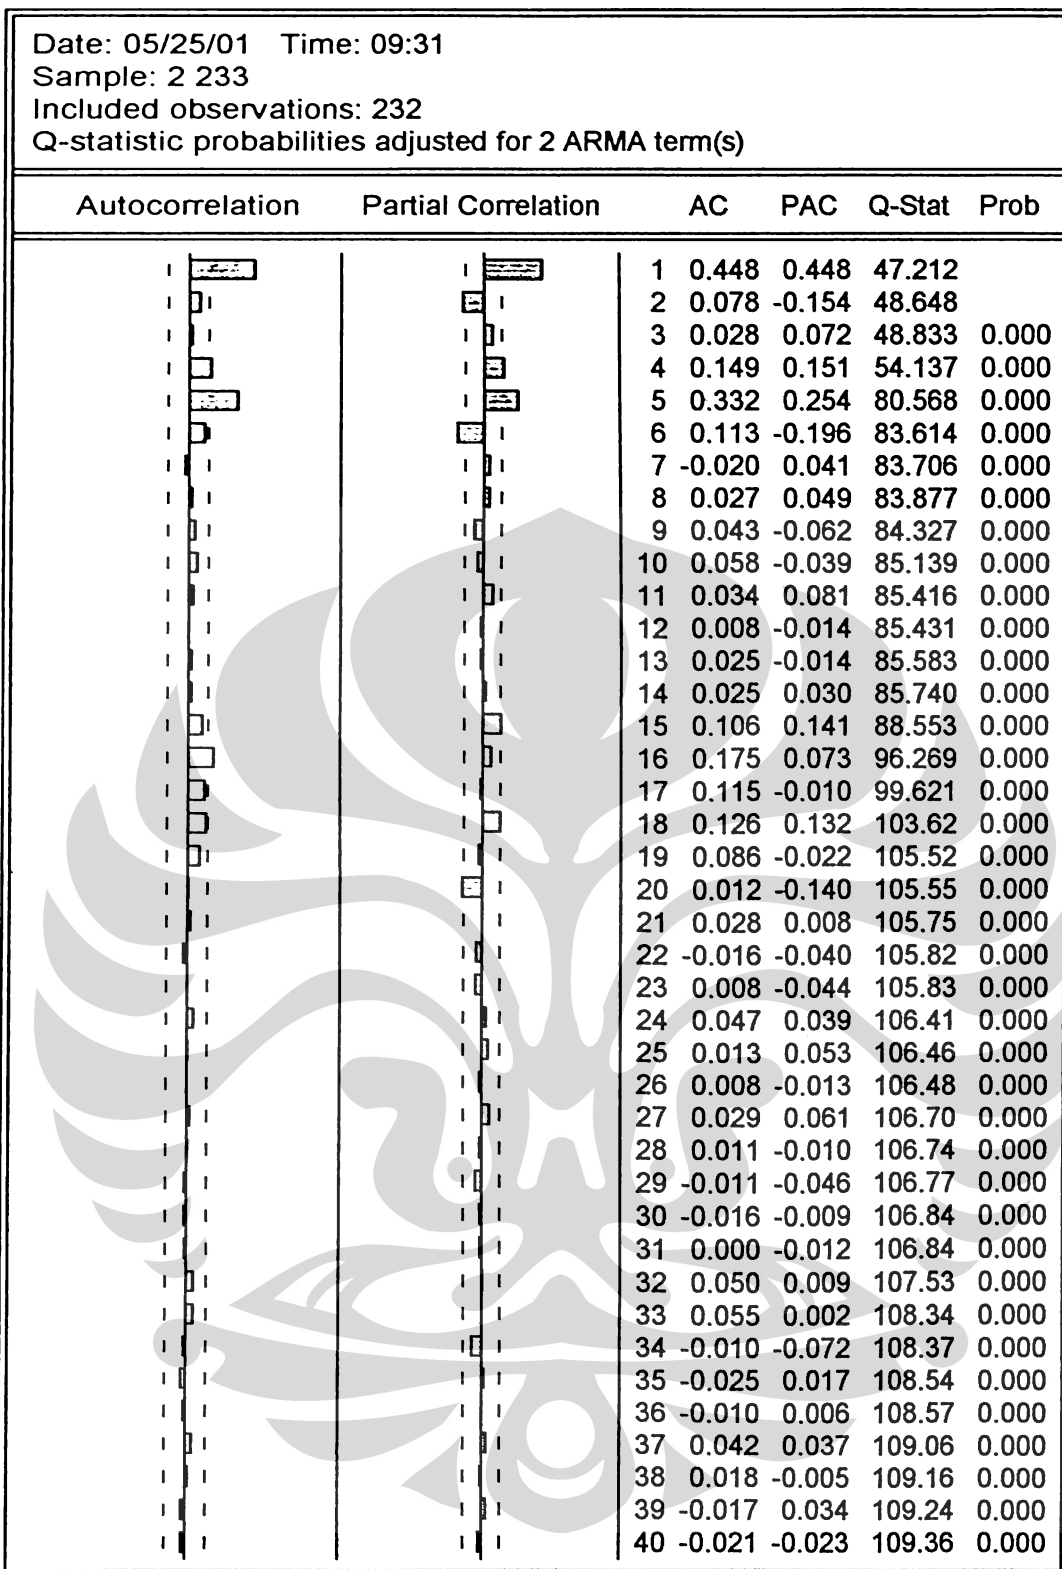 Date: 05/25/01 Time: 09:31
Sample: 2 233
Included observations: 232
Q-statistic probabilities adjusted for 2 ARMA term(s)
Autocorrelation Partial Correlation AC PAC Q-Stat Prob
1 0.448 0.448 47.212
2 0.078 -0.154 48.648
3 0.028 0.072 48.833 0.000
4 0.149 0.151 54.137 0.000
5 0.332 0.254 80.568 0.000
6 0.113 -0.196 83.614 0.000
7 -0.020 0.041 83.706 0.000
8 0.027 0.049 83.877 0.000
9 0.043 -0.062 84.327 0.000
10 0.058 -0.039 85.139 0.000
11 0.034 0.081 85.416 0.000
12 0.008 -0.014 85.431 0.000
13 0.025 -0.014 85.583 0.000
14 0.025 0.030 85.740 0.000
15 0.106 0.141 88.553 0.000
16 0.175 0.073 96.269 0.000
17 0.115 -0.010 99.621 0.000
18 0.126 0.132 103.62 0.000
19 0.086 -0.022 105.52 0.000
20 0.012 -0.140 105.55 0.000
21 0.028 0.008 105.75 0.000
22 -0.016 -0.040 105.82 0.000
23 0.008 -0.044 105.83 0.000
24 0.047 0.039 106.41 0.000
25 0.013 0.053 106.46 0.000
26 0.008 -0.013 106.48 0.000
27 0.029 0.061 106.70 0.000
28 0.011 -0.010 106.74 0.000
29 -0.011 -0.046 106.77 0.000
30 -0.016 -0.009 106.84 0.000
31 0.000 -0.012 106.84 0.000
32 0.050 0.009 107.53 0.000
33 0.055 0.002 108.34 0.000
34 -0.010 -0.072 108.37 0.000
35 -0.025 0.017 108.54 0.000
36 -0.010 0.006 108.57 0.000
37 0.042 0.037 109.06 0.000
38 0.018 -0.005 109.16 0.000
39 -0.017 0.034 109.24 0.000
40 -0.021 -0.023 109.36 0.000